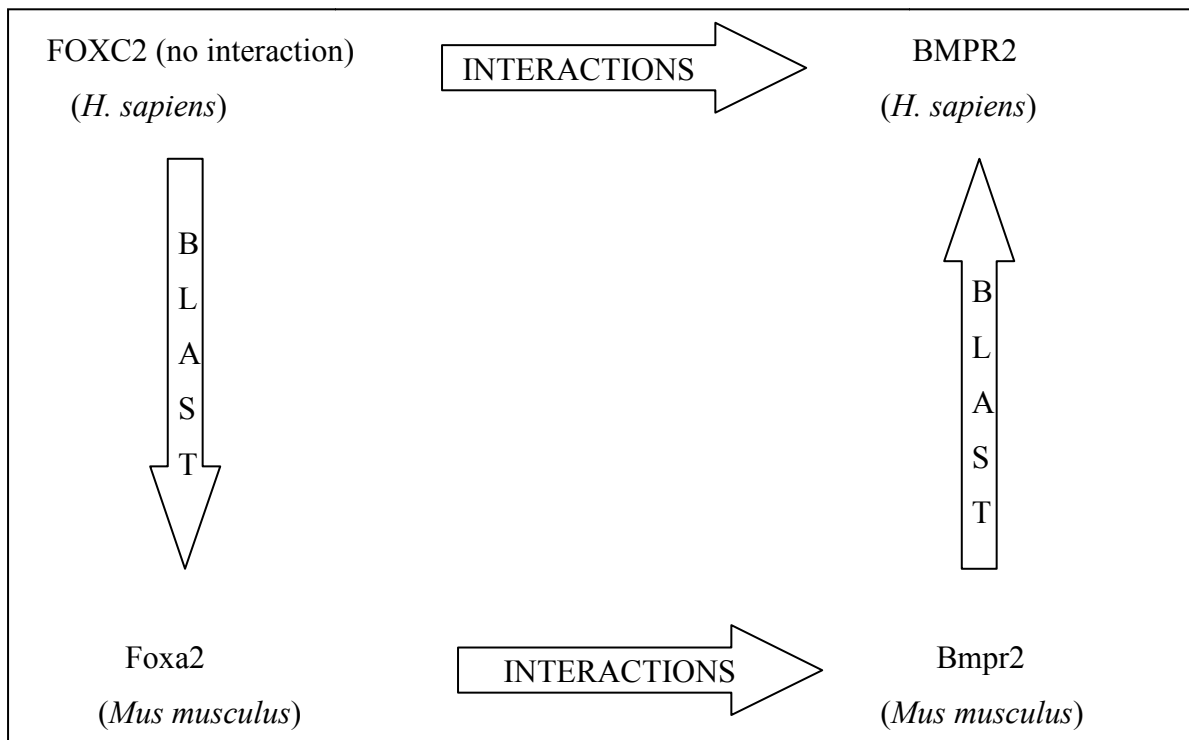 FOXC2 (no interaction)
(H. sapiens)
INTERACTIONS
BMPR2
(H. sapiens)
B
L
A
S
T
B
L
A
S
T
Foxa2
(Mus musculus)
INTERACTIONS
Bmpr2
(Mus musculus)